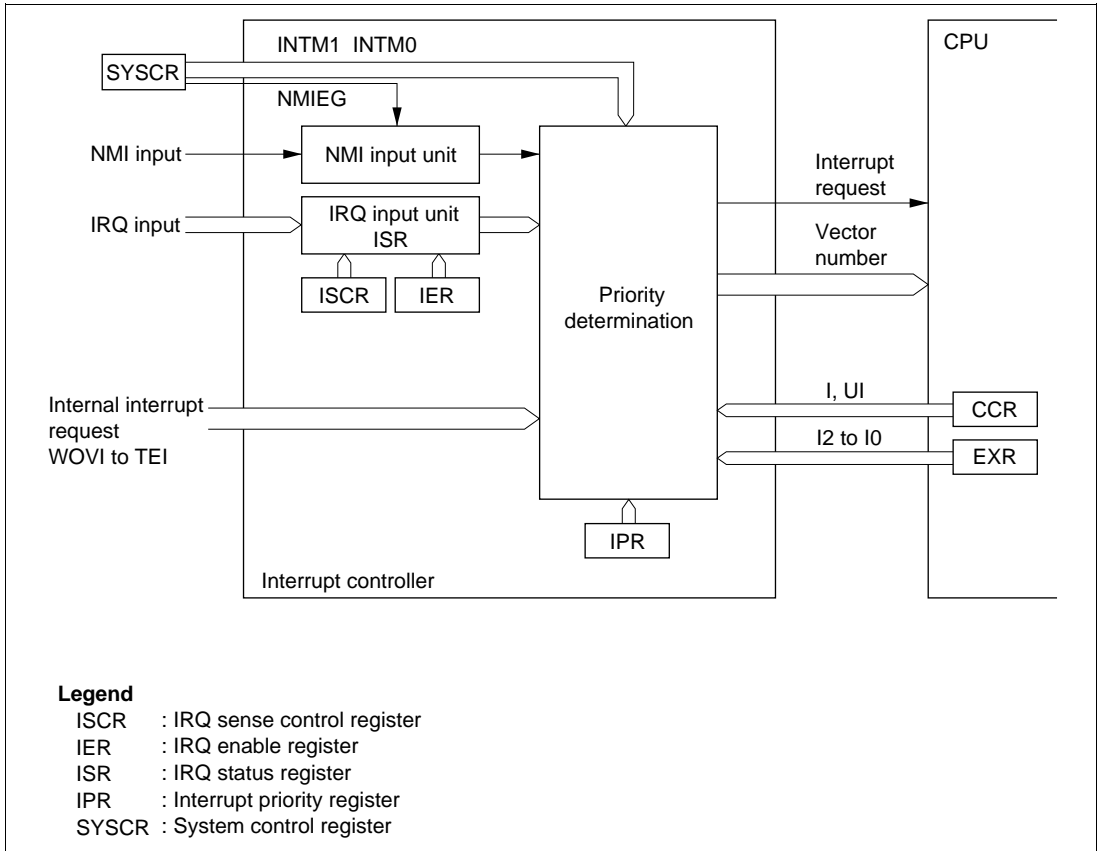 INTM1 INTM0
CPU
SYSCR
NMIEG
NMI input
NMI input unit
Interrupt
request
IRQ input
IRQ input unit
ISR
Vector
number
ISCR
IER
Priority
determination
I, UI
CCR
Internal interrupt
request
WOVI to TEI
I2 to I0
EXR
IPR
Interrupt controller
Legend
ISCR : IRQ sense control register
IER : IRQ enable register
ISR : IRQ status register
IPR : Interrupt priority register
SYSCR : System control register